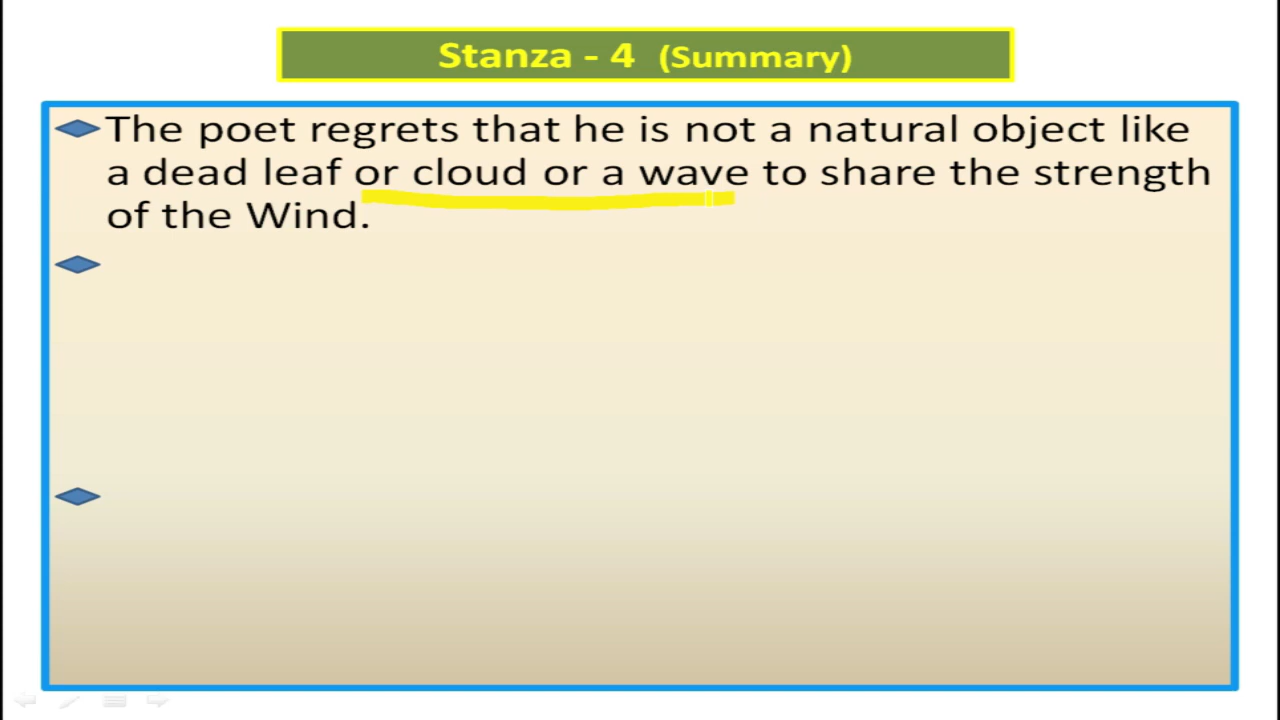 Stanza - 4 (Summary)
The poet regrets that he is not a natural object like
a dead leaf or cloud or a wave to share the strength
of the Wind.